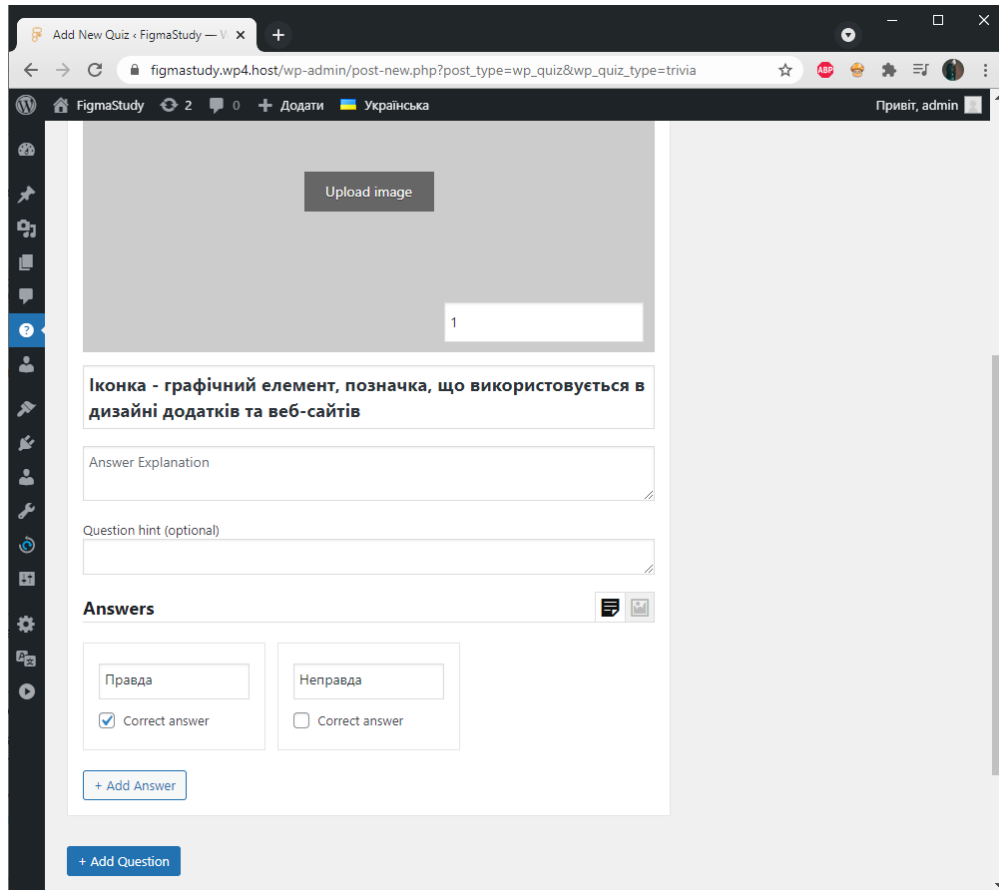 Add New Quiz ‹ FigmaStudy — W
figmastudy.wp4.host/wp-admin/post-new.php?post_type=wp_quiz&wp_quiz_type=trivia
ABP
FigmaStudy 2 0 + Додати Українська Привіт, admin
Upload image
1
Іконка - графічний елемент, позначка, що використовується в
дизайні додатків та веб-сайтів
Answer Explanation
Question hint (optional)
Answers
Правда Неправда
Correct answer Correct answer
+ Add Answer
+ Add Question